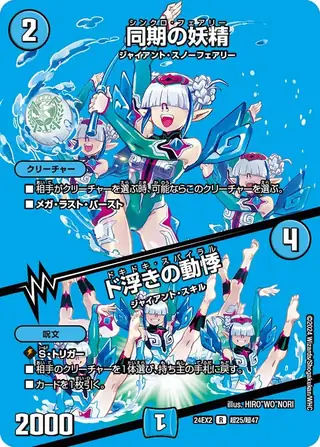 2
シンクロ・フェアリー
同期の妖精
ジャイアント・スノーフェアリー
クリーチャー
■相手がクリーチャーを選ぶ時、可能ならこのクリーチャーを選ぶ。
■メガ・ラスト・バースト
4
ドキドキ・スパイラル
ド浮きの動悸
ジャイアント・スキル
呪文
S・トリガー
■クリーチャーを1体選び、持ち主の手札に戻す。
■カードを1枚引く。
illus.HIRO"WO"NORI
2000
1
24EX2 R 超25/超47
©2024 Wizards/Shogakukan/WHC